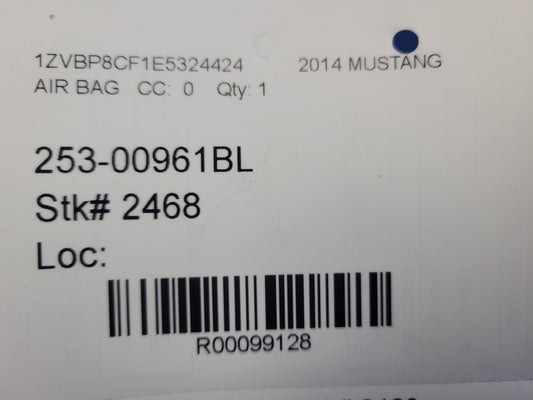 1ZVBP8CF1E5324424 2014 MUSTANG
AIR BAG CC: 0 Qty: 1
253-00961BL
Stk# 2468
Loc:
R00099128